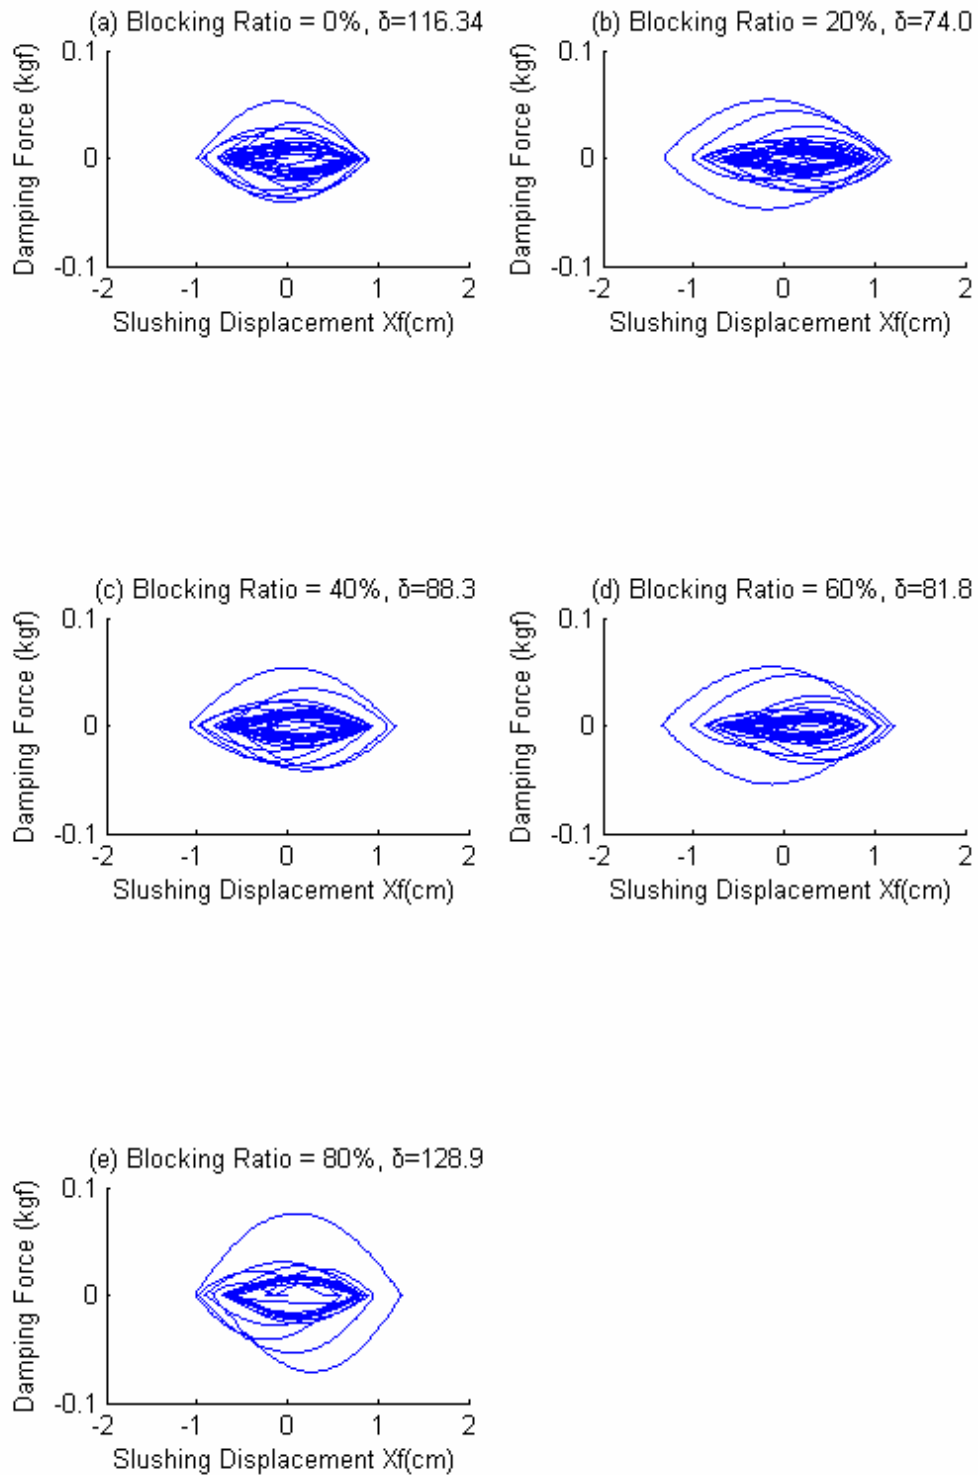 (a) Blocking Ratio = 0%, δ=116.34
0.1
0
-0.1
Damping Force (kgf)
-2 -1 0 1 2
Slushing Displacement Xf(cm)
(b) Blocking Ratio = 20%, δ=74.0
0.1
0
-0.1
Damping Force (kgf)
-2 -1 0 1 2
Slushing Displacement Xf(cm)
(c) Blocking Ratio = 40%, δ=88.3
0.1
0
-0.1
Damping Force (kgf)
-2 -1 0 1 2
Slushing Displacement Xf(cm)
(d) Blocking Ratio = 60%, δ=81.8
0.1
0
-0.1
Damping Force (kgf)
-2 -1 0 1 2
Slushing Displacement Xf(cm)
(e) Blocking Ratio = 80%, δ=128.9
0.1
0
-0.1
Damping Force (kgf)
-2 -1 0 1 2
Slushing Displacement Xf(cm)